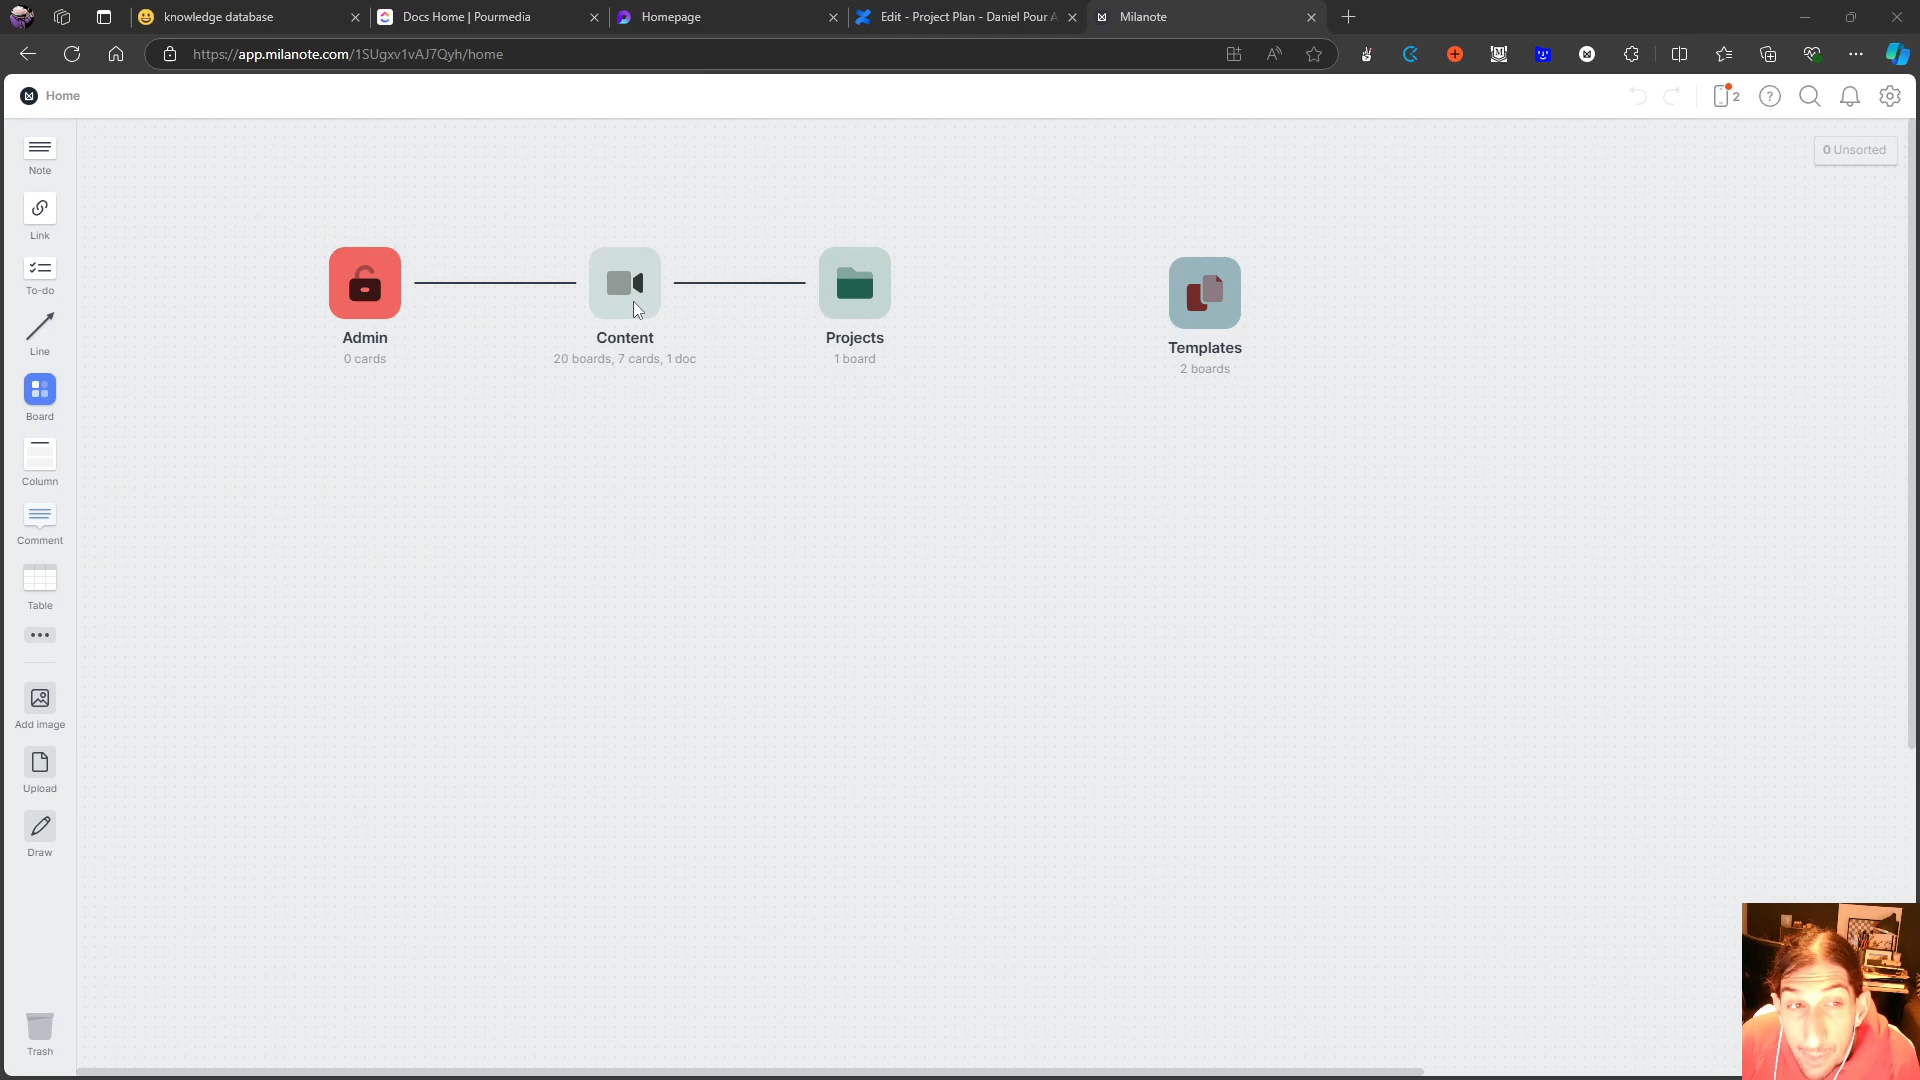 knowledge database
Docs Home | Pourmedia
Homepage
Edit - Project Plan - Daniel Pour A
Milanote
https://app.milanote.com/1SUgxv1vAJ7Qyh/home
Home
2
0 Unsorted
Note
Link
To-do
Line
Board
Column
Comment
Table
Add image
Upload
Draw
Trash
Admin
0 cards
Content
20 boards, 7 cards, 1 doc
Projects
1 board
Templates
2 boards